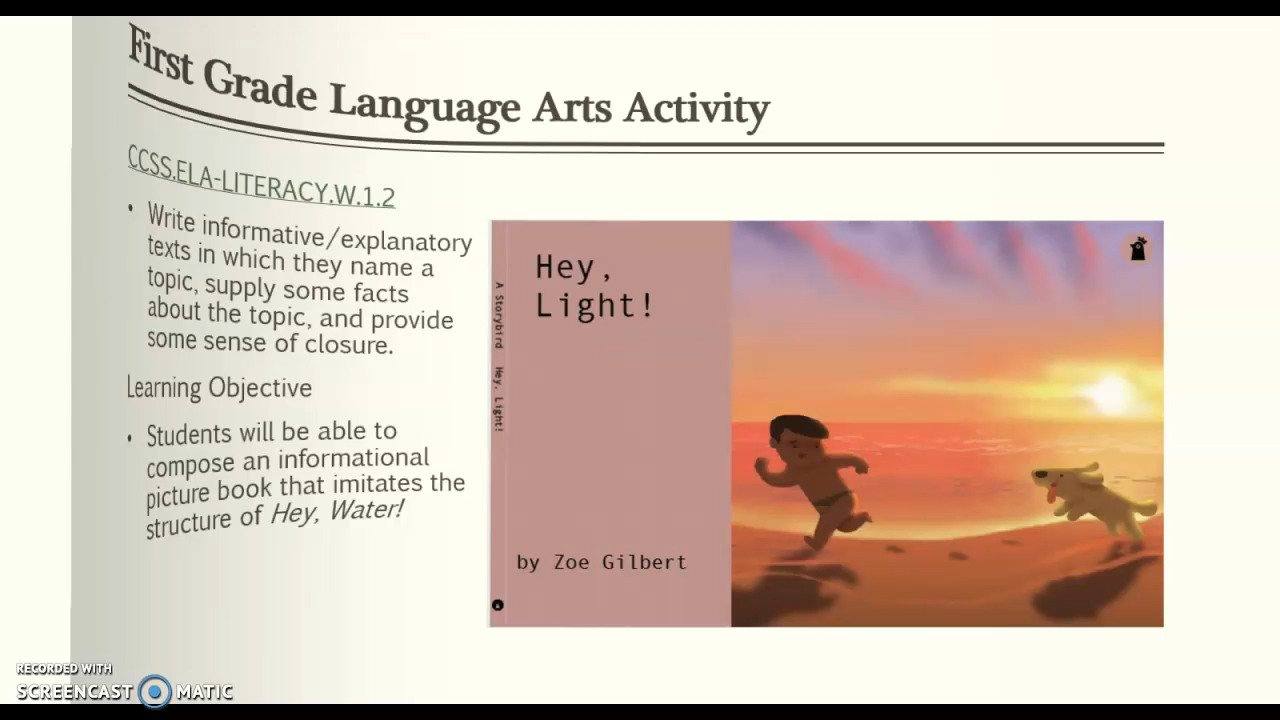 First Grade Language Arts Activity
CCSS.ELA-LITERACY.W.1.2
• Write informative/explanatory
texts in which they name a
topic, supply some facts
about the topic, and provide
some sense of closure.
Learning Objective
• Students will be able to
compose an informational
picture book that imitates the
structure of Hey, Water!
A Storybird Hey, Light!
Hey,
Light!
by Zoe Gilbert
RECORDED WITH
SCREENCAST MATIC